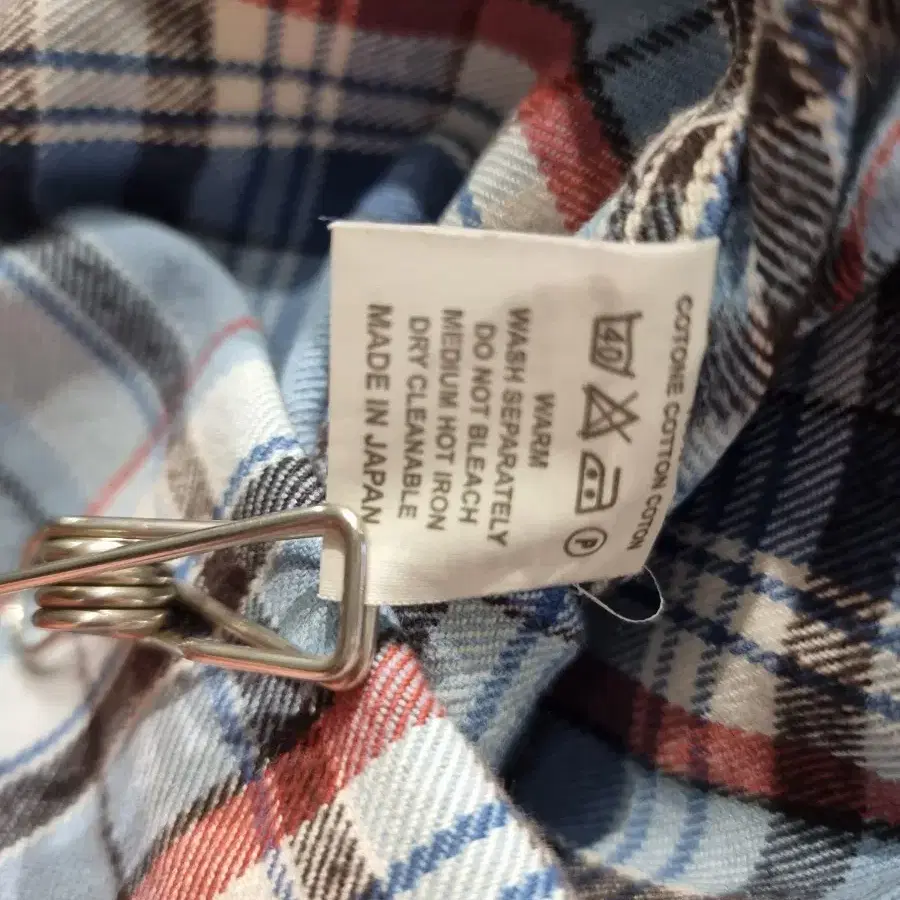 COTONE COTTON COTON
40 P
WARM
WASH SEPARATELY
DO NOT BLEACH
MEDIUM HOT IRON
DRY CLEANABLE
MADE IN JAPAN